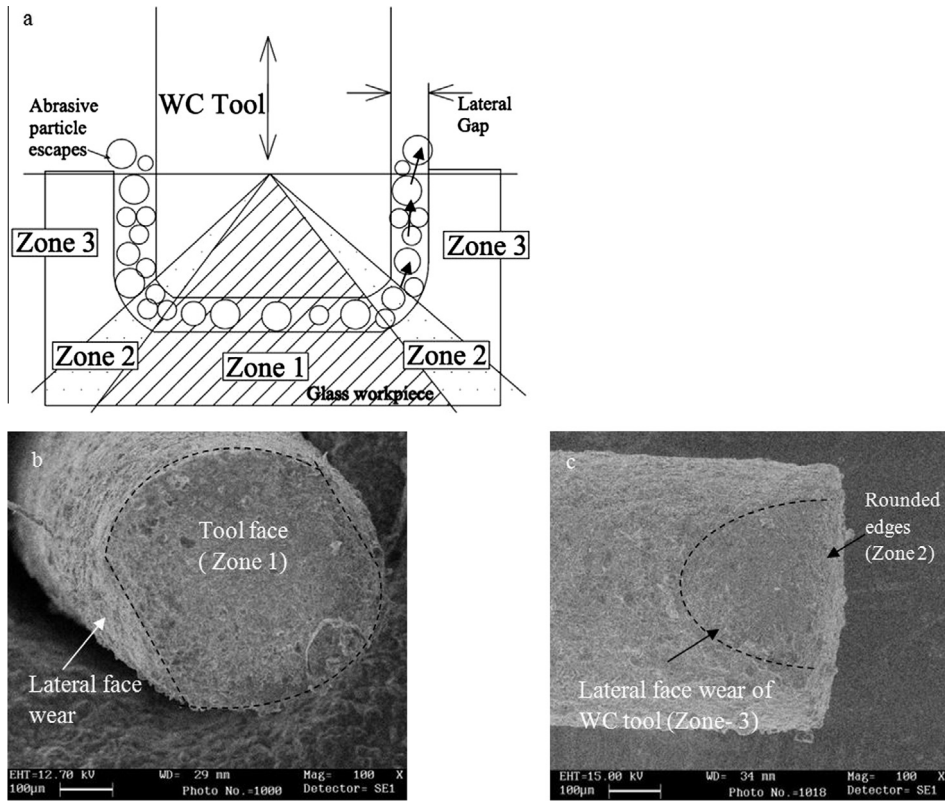 a
WC Tool
Abrasive
particle
escapes
Lateral
Gap
Zone 3
Zone 3
Zone 2
Zone 2
Zone 1
Glass workpiece
b
Tool face
( Zone 1)
Lateral face
wear
EHT=12.70 kV WD= 29 mm Mag= 100 X
100µm Photo No.=1000 Detector= SE1
c
Rounded
edges
(Zone 2)
Lateral face wear of
WC tool (Zone- 3)
EHT=15.00 kV WD= 34 mm Mag= 100 X
100µm Photo No.=1018 Detector= SE1